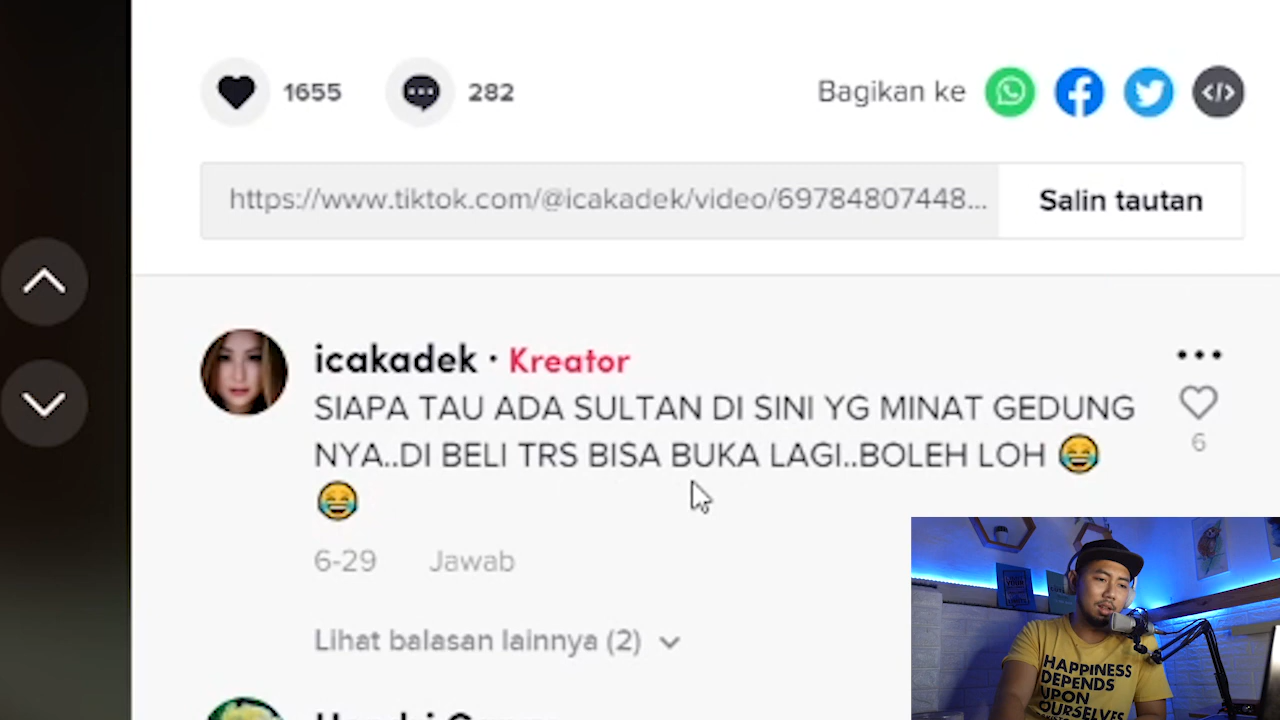 1655
282
Bagikan ke
https://www.tiktok.com/@icakadek/video/69784807448...
Salin tautan
icakadek · Kreator
SIAPA TAU ADA SULTAN DI SINI YG MINAT GEDUNG
NYA..DI BELI TRS BISA BUKA LAGI..BOLEH LOH 😂
😂
6
6-29 Jawab
Lihat balasan lainnya (2)
HAPPINESS
DEPENDS
UPON
OURSELVES